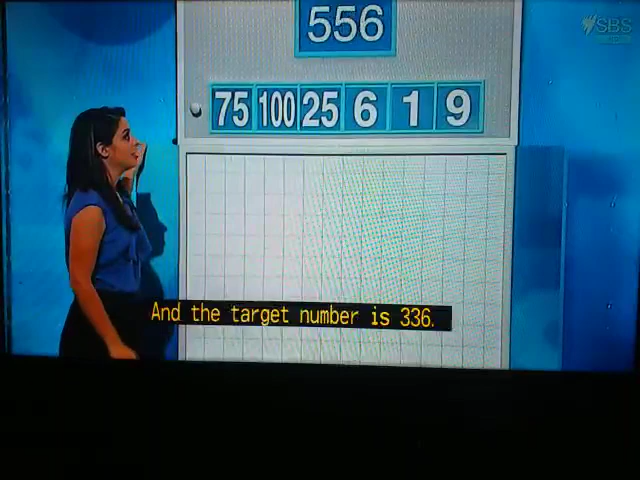 556
SBS
75 100 25 6 1 9
And the target number is 336.